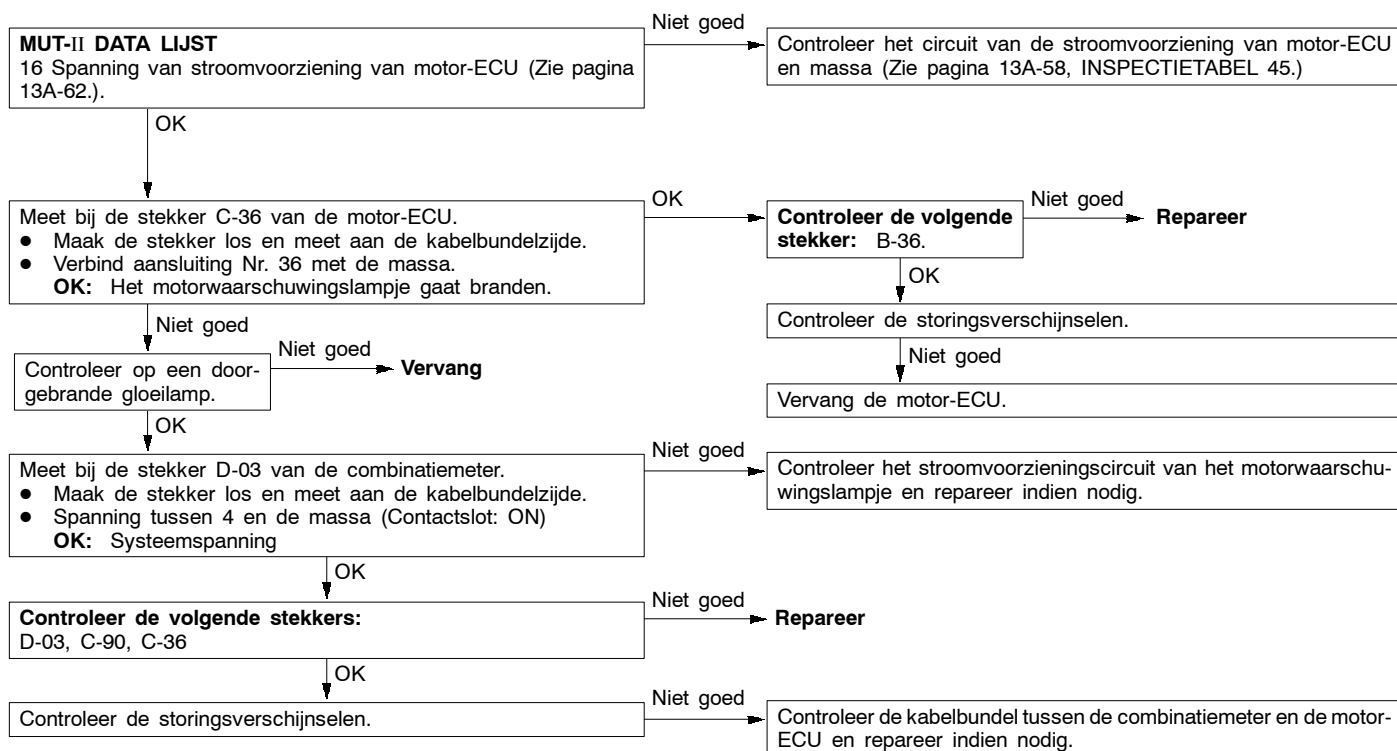 MUT-II DATA LIJST
16 Spanning van stroomvoorziening van motor-ECU (Zie pagina
13A-62.).
Niet goed
Controleer het circuit van de stroomvoorziening van motor-ECU
en massa (Zie pagina 13A-58, INSPECTIETABEL 45.)
OK
Meet bij de stekker C-36 van de motor-ECU.
● Maak de stekker los en meet aan de kabelbundelzijde.
● Verbind aansluiting Nr. 36 met de massa.
OK: Het motorwaarschuwingslampje gaat branden.
OK
Controleer de volgende
stekker: B-36.
Niet goed
Repareer
OK
Controleer de storingsverschijnselen.
Niet goed
Vervang de motor-ECU.
Niet goed
Controleer op een door-
gebrande gloeilamp.
Niet goed
Vervang
OK
Meet bij de stekker D-03 van de combinatiemeter.
● Maak de stekker los en meet aan de kabelbundelzijde.
● Spanning tussen 4 en de massa (Contactslot: ON)
OK: Systeemspanning
Niet goed
Controleer het stroomvoorzieningscircuit van het motorwaarschu-
wingslampje en repareer indien nodig.
OK
Controleer de volgende stekkers:
D-03, C-90, C-36
Niet goed
Repareer
OK
Controleer de storingsverschijnselen.
Niet goed
Controleer de kabelbundel tussen de combinatiemeter en de motor-
ECU en repareer indien nodig.